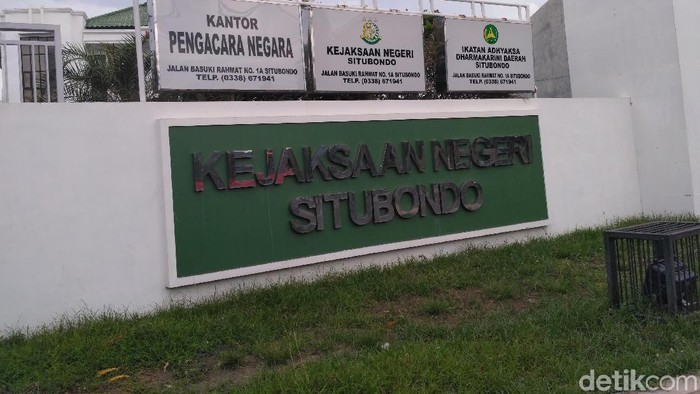 KANTOR
PENGACARA NEGARA
JALAN BASUKI RAHMAT NO. 1A SITUBONDO
TELP. (0338) 671941
KEJAKSAAN NEGERI
SITUBONDO
JALAN BASUKI RAHMAT NO. 1A SITUBONDO
TELP. (0338) 671941
IKATAN ADHYAKSA
DHARMAKARINI DAERAH
SITUBONDO
JALAN BASUKI RAHMAT NO. 1A SITUBONDO
TELP. (0338) 671941
KEJAKSAAN NEGERI
SITUBONDO
detikcom